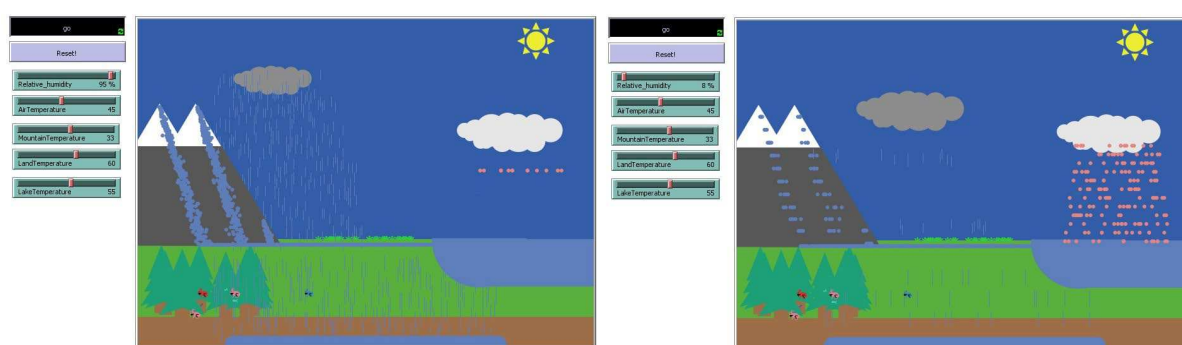 go
Reset!
Relative_humidity 95 %
AirTemperature 45
MountainTemperature 33
LandTemperature 60
LakeTemperature 55
go
Reset!
Relative_humidity 8 %
AirTemperature 45
MountainTemperature 33
LandTemperature 60
LakeTemperature 55